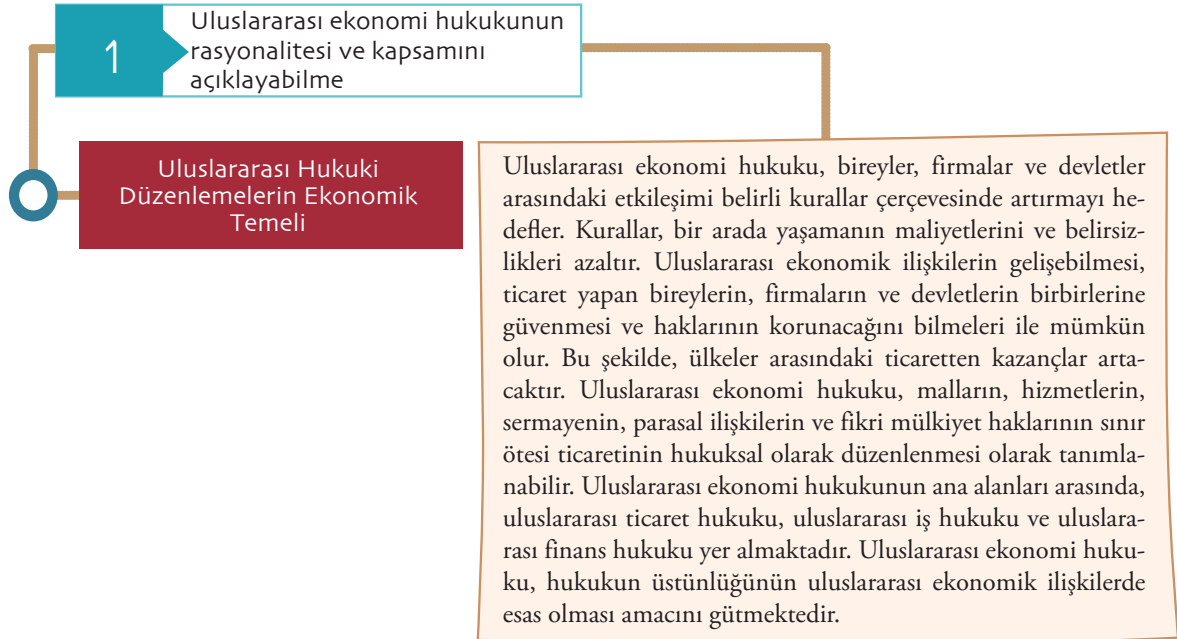 1
Uluslararası ekonomi hukukunun
rasyonalitesi ve kapsamını
açıklayabilme
Uluslararası Hukuki
Düzenlemelerin Ekonomik
Temeli
Uluslararası ekonomi hukuku, bireyler, firmalar ve devletler
arasındaki etkileşimi belirli kurallar çerçevesinde artırmayı he-
defler. Kurallar, bir arada yaşamanın maliyetlerini ve belirsiz-
likleri azaltır. Uluslararası ekonomik ilişkilerin gelişebilmesi,
ticaret yapan bireylerin, firmaların ve devletlerin birbirlerine
güvenmesi ve haklarının korunacağını bilmeleri ile mümkün
olur. Bu şekilde, ülkeler arasındaki ticaretten kazançlar arta-
caktır. Uluslararası ekonomi hukuku, malların, hizmetlerin,
sermayenin, parasal ilişkilerin ve fikri mülkiyet haklarının sınır
ötesi ticaretinin hukuksal olarak düzenlenmesi olarak tanımla-
nabilir. Uluslararası ekonomi hukukunun ana alanları arasında,
uluslararası ticaret hukuku, uluslararası iş hukuku ve uluslara-
rası finans hukuku yer almaktadır. Uluslararası ekonomi huku-
ku, hukukun üstünlüğünün uluslararası ekonomik ilişkilerde
esas olması amacını gütmektedir.